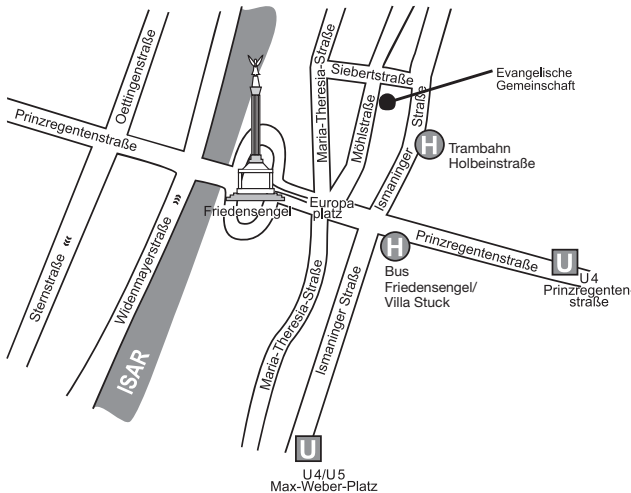 Oettingenstraße
Maria-Theresia-Straße
Siebertstraße
Evangelische
Gemeinschaft
Prinzregentenstraße
Möhlstraße
Ismaninger
Straße
H
Trambahn
Holbeinstraße
Friedensengel
Europa
platz
Prinzregentenstraße
H
Bus
Friedensengel/
Villa Stuck
U
U4
Prinzregenten-
straße
Sternstraße
Widenmayerstraße
ISAR
Maria-Theresia-Straße
Ismaninger Straße
U
U4/U5
Max-Weber-Platz